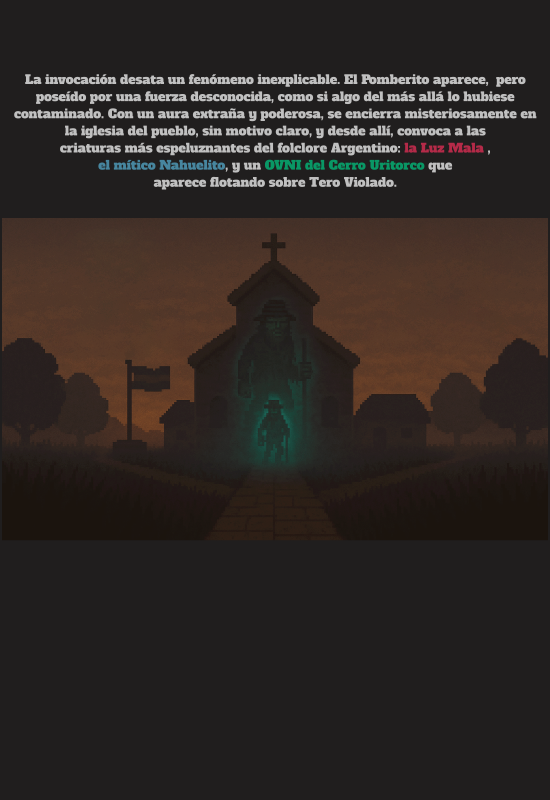 La invocación desata un fenómeno inexplicable. El Pomberito aparece, pero
poseído por una fuerza desconocida, como si algo del más allá lo hubiese
contaminado. Con un aura extraña y poderosa, se encierra misteriosamente en
la iglesia del pueblo, sin motivo claro, y desde allí, convoca a las
criaturas más espeluznantes del folclore Argentino: la Luz Mala ,
el mítico Nahuelito, y un OVNI del Cerro Uritorco que
aparece flotando sobre Tero Violado.